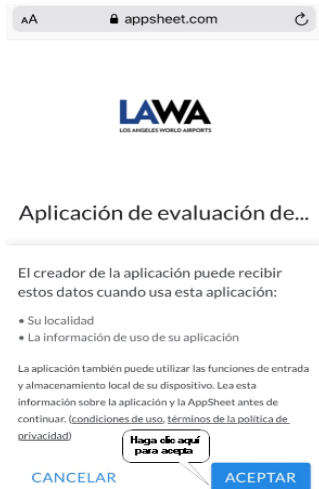 AA appsheet.com
LAWA
LOS ANGELES WORLD AIRPORTS
Aplicación de evaluación de...
El creador de la aplicación puede recibir
estos datos cuando usa esta aplicación:
• Su localidad
• La información de uso de su aplicación
La aplicación también puede utilizar las funciones de entrada
y almacenamiento local de su dispositivo. Lea esta
información sobre la aplicación y la AppSheet antes de
continuar. (condiciones de uso, términos de la política de
privacidad)
Haga clic aquí
para acepta
CANCELAR ACEPTAR